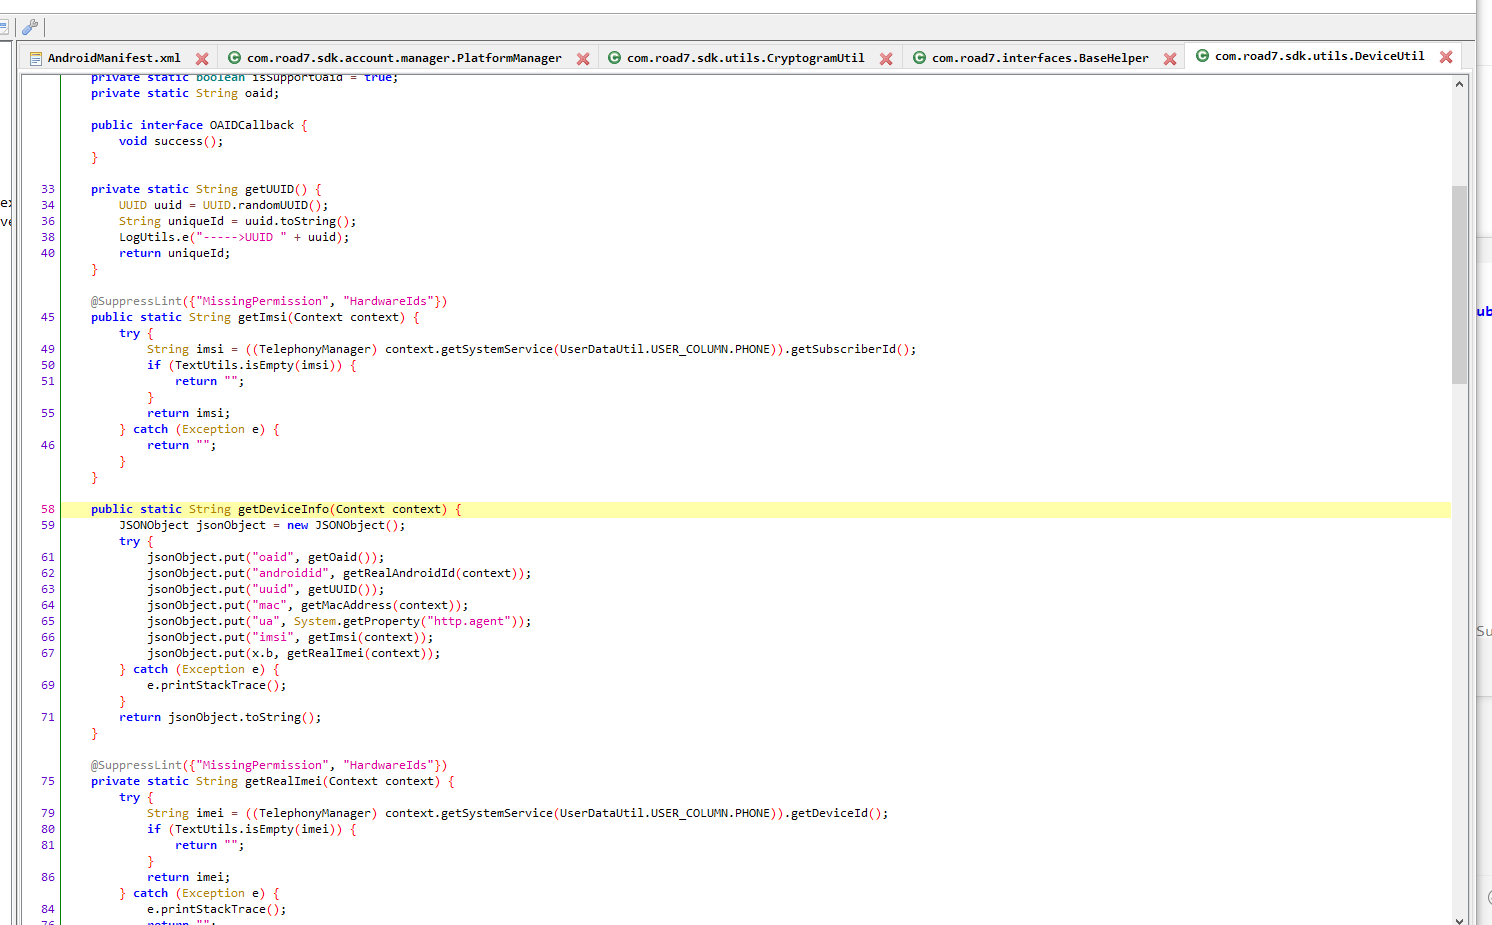 AndroidManifest.xml com.road7.sdk.account.manager.PlatformManager com.road7.sdk.utils.CryptogramUtil com.road7.interfaces.BaseHelper com.road7.sdk.utils.DeviceUtil
private static boolean isSupportOaid = true;
private static String oaid;
public interface OAIDCallback {
void success();
}
33 private static String getUUID() {
34 UUID uuid = UUID.randomUUID();
36 String uniqueId = uuid.toString();
38 LogUtils.e("----->UUID " + uuid);
40 return uniqueId;
}
@SuppressLint({"MissingPermission", "HardwareIds"})
45 public static String getImsi(Context context) {
try {
49 String imsi = ((TelephonyManager) context.getSystemService(UserDataUtil.USER_COLUMN.PHONE)).getSubscriberId();
50 if (TextUtils.isEmpty(imsi)) {
51 return "";
}
55 return imsi;
} catch (Exception e) {
46 return "";
}
}
58 public static String getDeviceInfo(Context context) {
59 JSONObject jsonObject = new JSONObject();
try {
61 jsonObject.put("oaid", getOaid());
62 jsonObject.put("androidid", getRealAndroidId(context));
63 jsonObject.put("uuid", getUUID());
64 jsonObject.put("mac", getMacAddress(context));
65 jsonObject.put("ua", System.getProperty("http.agent"));
66 jsonObject.put("imsi", getImsi(context));
67 jsonObject.put(x.b, getRealImei(context));
} catch (Exception e) {
69 e.printStackTrace();
}
71 return jsonObject.toString();
}
@SuppressLint({"MissingPermission", "HardwareIds"})
75 private static String getRealImei(Context context) {
try {
79 String imei = ((TelephonyManager) context.getSystemService(UserDataUtil.USER_COLUMN.PHONE)).getDeviceId();
80 if (TextUtils.isEmpty(imei)) {
81 return "";
}
86 return imei;
} catch (Exception e) {
84 e.printStackTrace();
76 return "";
ub
Su